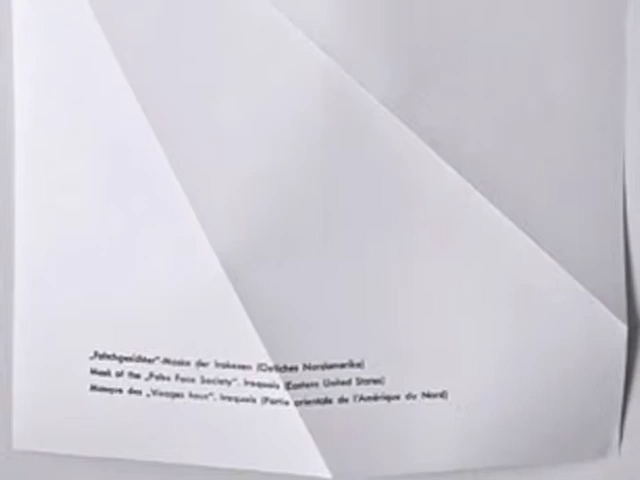 „Falschgesichter"-Maske der Irokesen (Östliches Nordamerika)
Mask of the „False Face Society", Iroquois (Eastern United States)
Masque des „Visages faux", Iroquois (Partie orientale de l'Amérique du Nord)